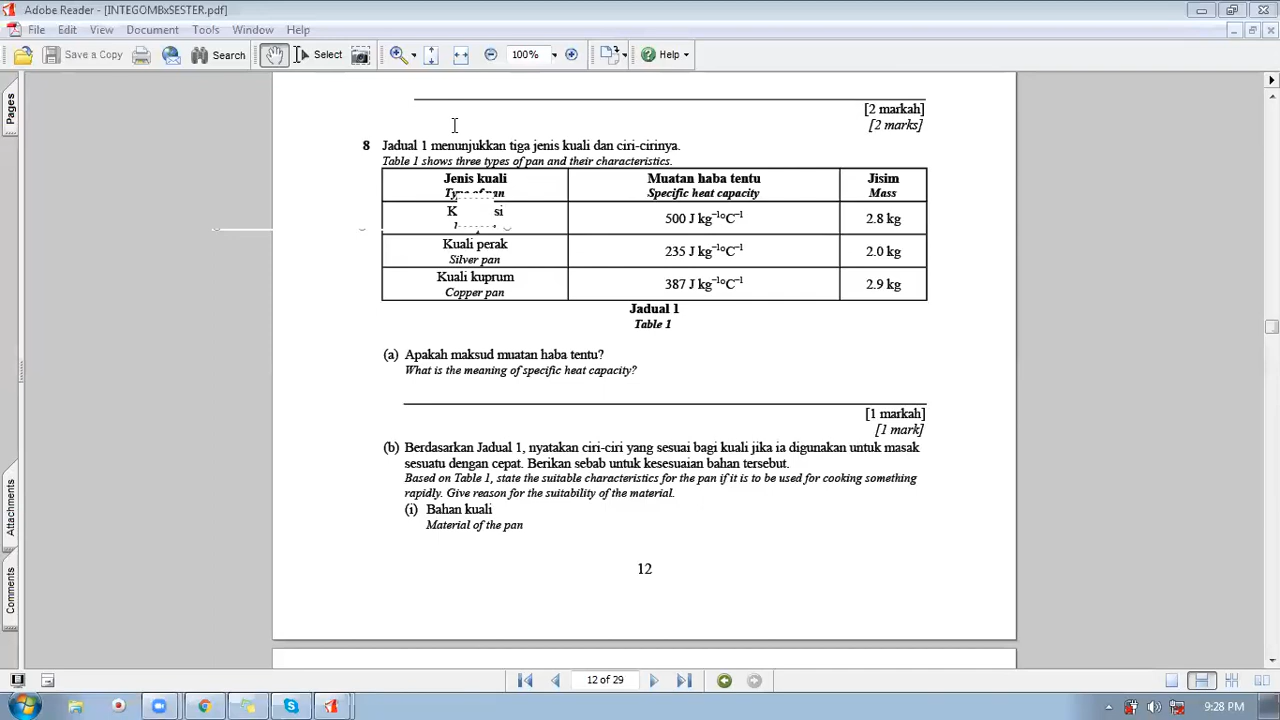 Adobe Reader - [INTEGOMBxSESTER.pdf]
File Edit View Document Tools Window Help
Save a Copy Search Select 100% Help
Pages
Attachments
Comments
[2 markah]
[2 marks]
8 Jadual 1 menunjukkan tiga jenis kuali dan ciri-cirinya.
Table 1 shows three types of pan and their characteristics.
Jenis kuali Muatan haba tentu Jisim
Type of pan Specific heat capacity Mass
500 J kg⁻¹°C⁻¹ 2.8 kg
Kuali perak
Silver pan
235 J kg⁻¹°C⁻¹ 2.0 kg
Kuali kuprum
Copper pan
387 J kg⁻¹°C⁻¹ 2.9 kg
Jadual 1
Table 1
(a) Apakah maksud muatan haba tentu?
What is the meaning of specific heat capacity?
[1 markah]
[1 mark]
(b) Berdasarkan Jadual 1, nyatakan ciri-ciri yang sesuai bagi kuali jika ia digunakan untuk masak
sesuatu dengan cepat. Berikan sebab untuk kesesuaian bahan tersebut.
Based on Table 1, state the suitable characteristics for the pan if it is to be used for cooking something
rapidly. Give reason for the suitability of the material.
(i) Bahan kuali
Material of the pan
12
12 of 29
9:28 PM